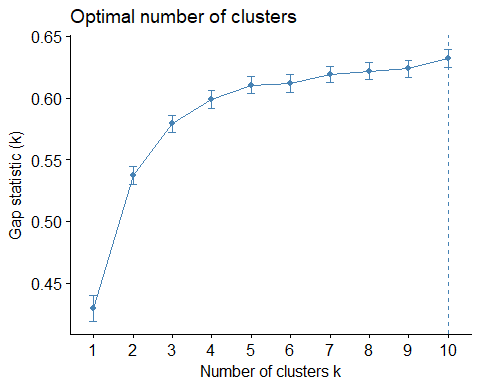 Optimal number of clusters
0.65
0.60
0.55
0.50
0.45
Gap statistic (k)
1 2 3 4 5 6 7 8 9 10
Number of clusters k